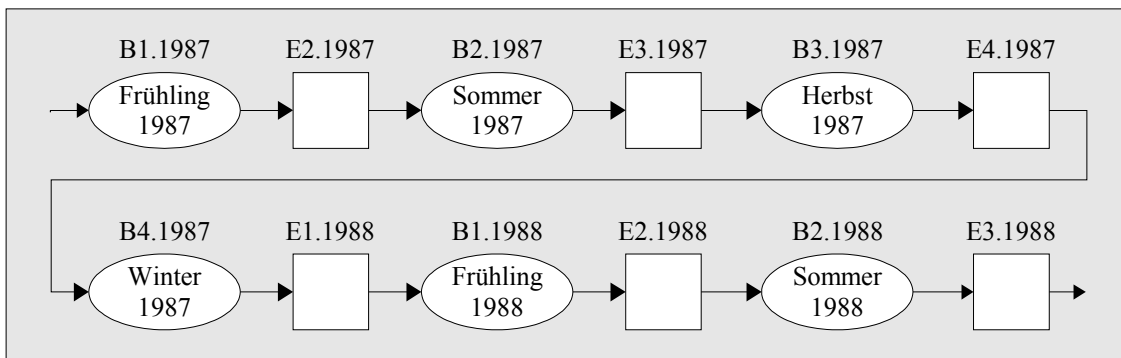 B1.1987 E2.1987 B2.1987 E3.1987 B3.1987 E4.1987
Frühling Sommer Herbst
1987 1987 1987
B4.1987 E1.1988 B1.1988 E2.1988 B2.1988 E3.1988
Winter Frühling Sommer
1987 1988 1988